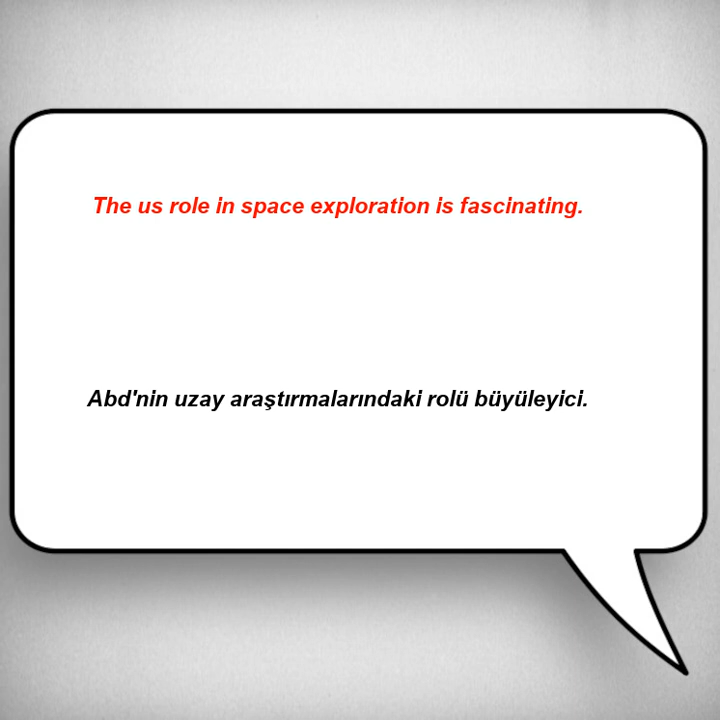 The us role in space exploration is fascinating.
Abd'nin uzay araştırmalarındaki rolü büyüleyici.